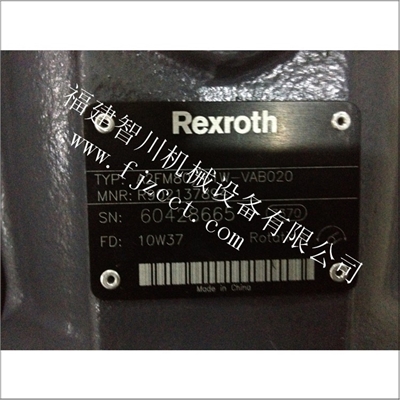 Rexroth
TYP: -VAB020
MNR:
SN: 60428665
FD: 10W37
Made in China
福建智川机械设备有限公司
www.fjzcct.com